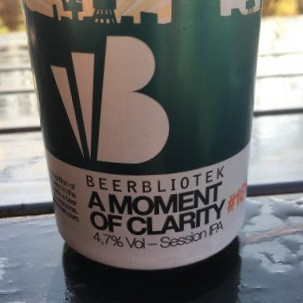 B
BEERBLIOTEK
A MOMENT
OF CLARITY
4,7% Vol – Session IPA